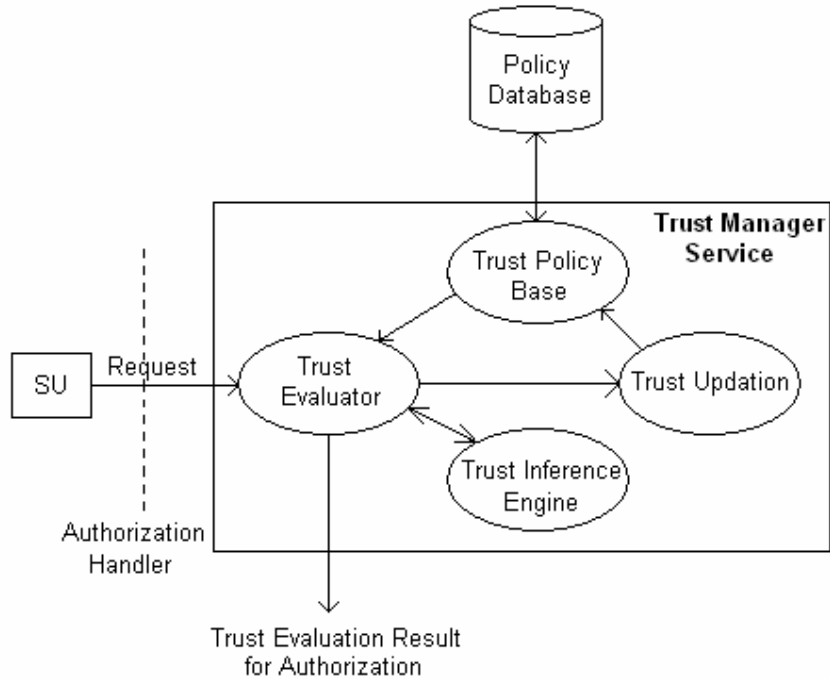 Policy
Database
Trust Manager
Service
Trust Policy
Base
SU
Request
Trust
Evaluator
Trust Updation
Trust Inference
Engine
Authorization
Handler
Trust Evaluation Result
for Authorization